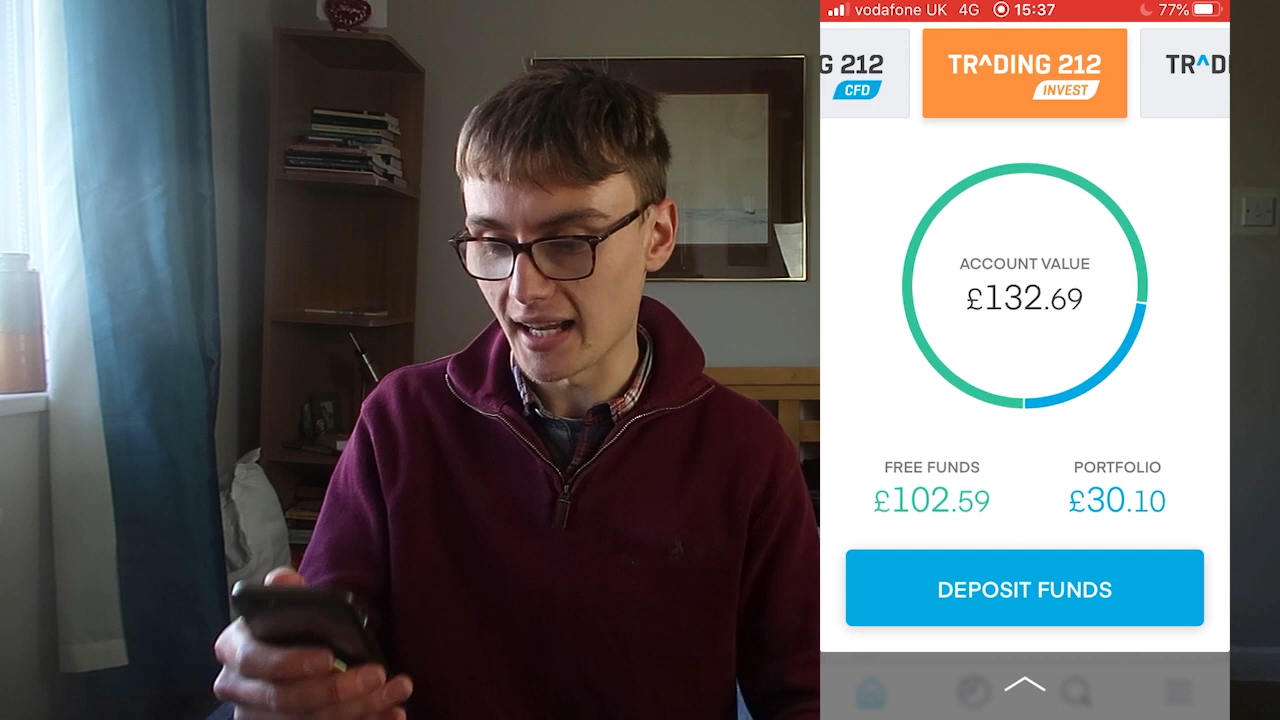 vodafone UK 4G 15:37 77%
G 212
CFD
TR^DING 212
INVEST
TR^D
ACCOUNT VALUE
£132.69
FREE FUNDS
£102.59
PORTFOLIO
£30.10
DEPOSIT FUNDS